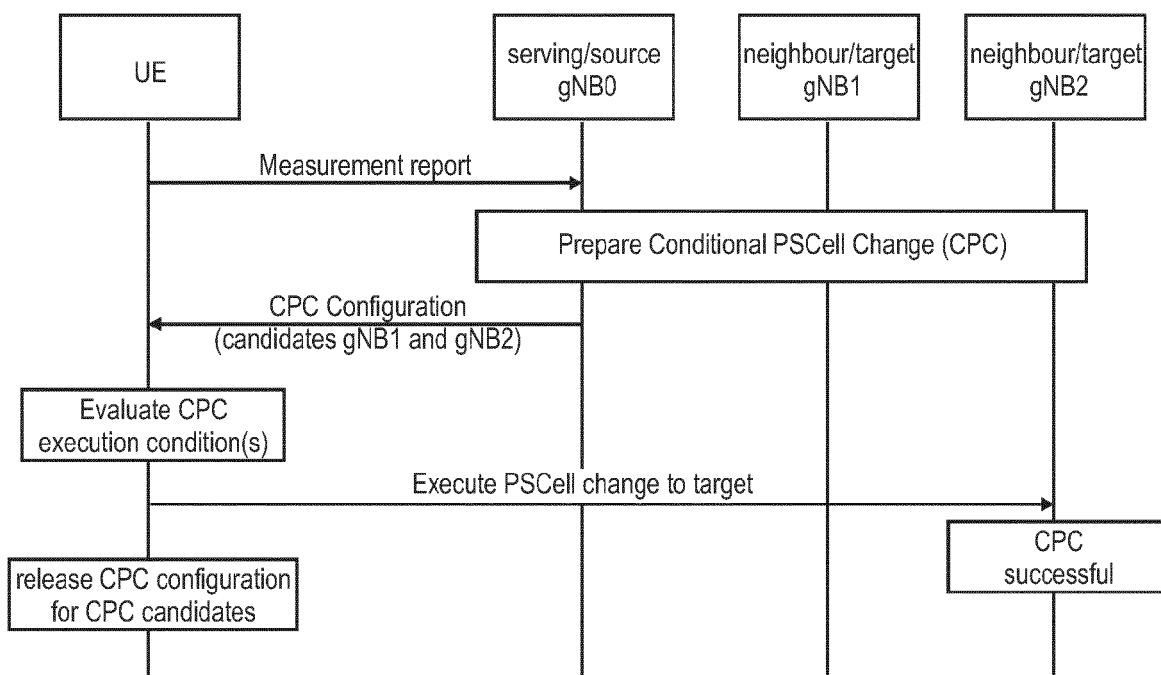 UE
serving/source
gNB0
neighbour/target
gNB1
neighbour/target
gNB2
Measurement report
Prepare Conditional PSCell Change (CPC)
CPC Configuration
(candidates gNB1 and gNB2)
Evaluate CPC
execution condition(s)
Execute PSCell change to target
CPC
successful
release CPC configuration
for CPC candidates